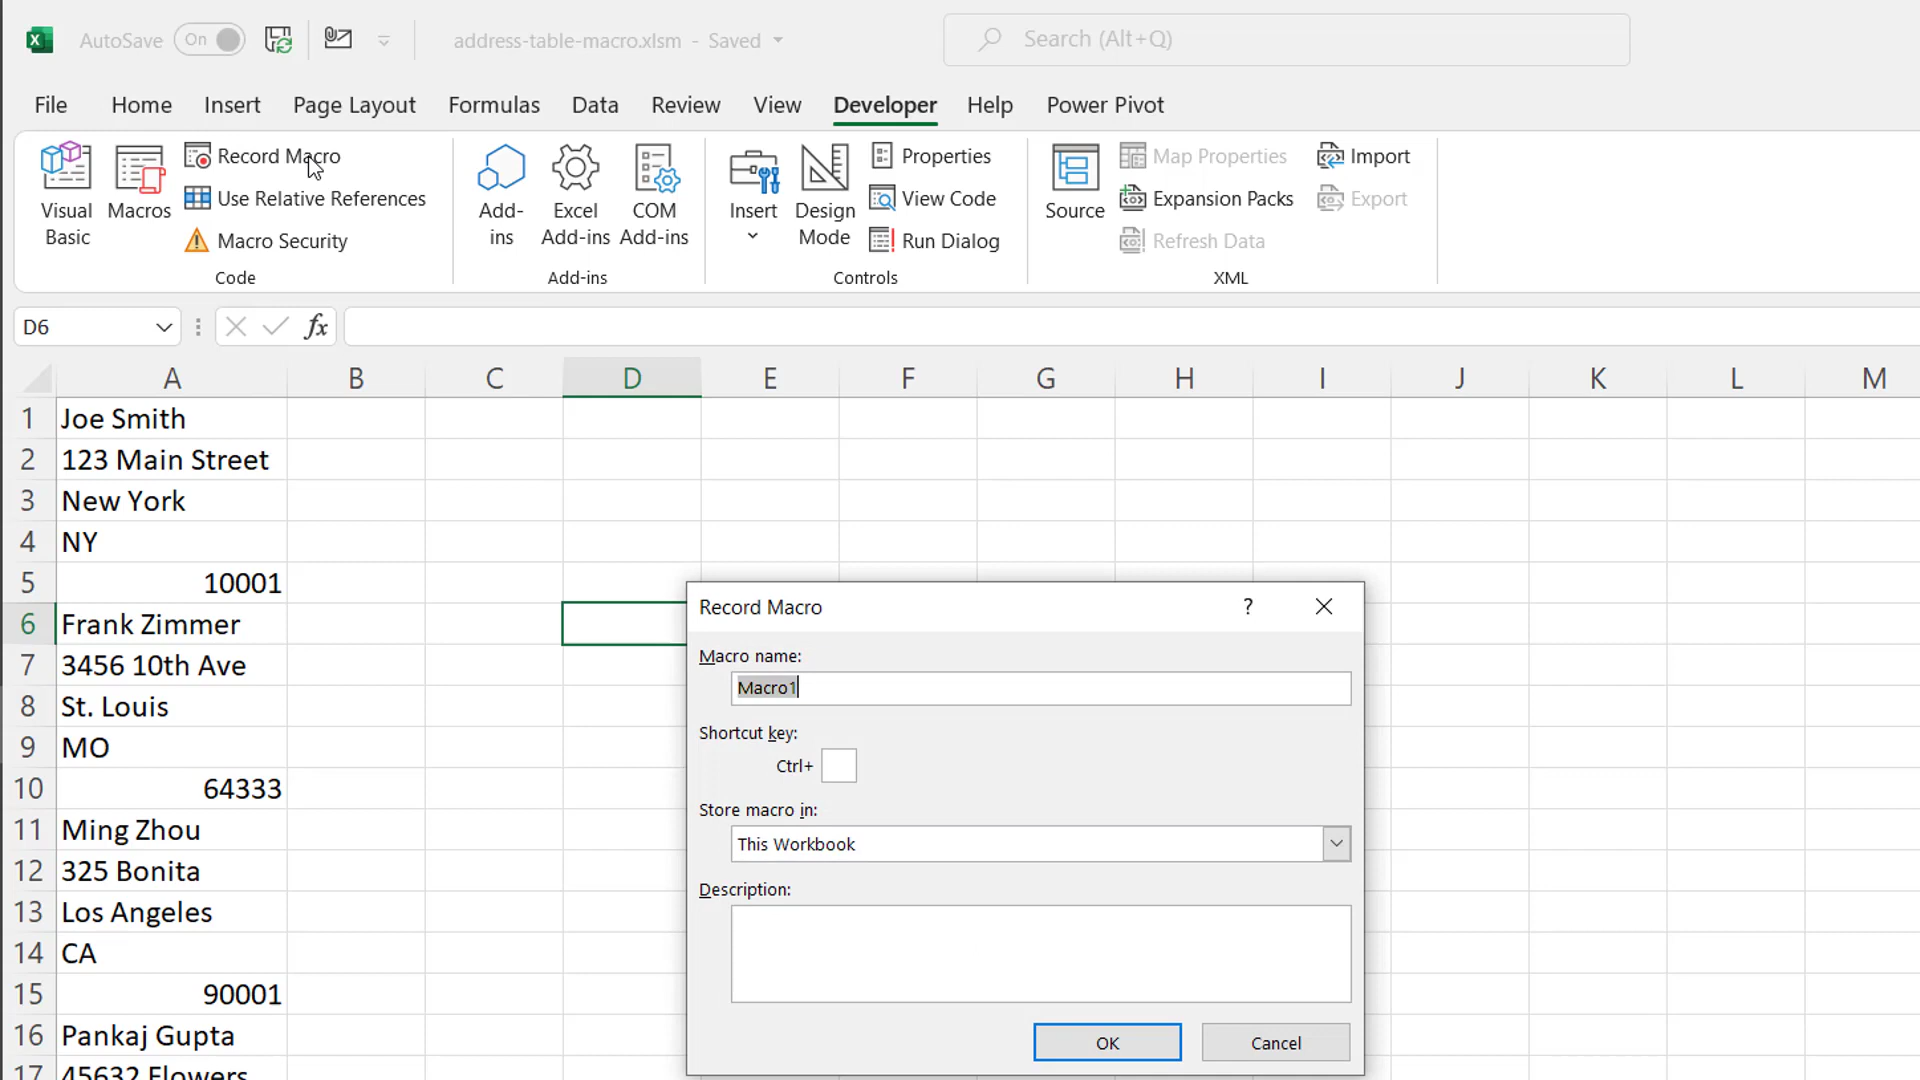 AutoSave On address-table-macro.xlsm - Saved Search (Alt+Q)
File Home Insert Page Layout Formulas Data Review View Developer Help Power Pivot
Visual Basic
Macros
Record Macro
Use Relative References
Macro Security
Code
Add-ins
Excel Add-ins
COM Add-ins
Add-ins
Insert
Design Mode
Properties
View Code
Run Dialog
Controls
Source
Map Properties
Expansion Packs
Refresh Data
Import
Export
XML
D6 fx
A B C D E F G H I J K L M
1 Joe Smith
2 123 Main Street
3 New York
4 NY
5 10001
6 Frank Zimmer
7 3456 10th Ave
8 St. Louis
9 MO
10 64333
11 Ming Zhou
12 325 Bonita
13 Los Angeles
14 CA
15 90001
16 Pankaj Gupta
17 45632 Flowers
Record Macro ?
Macro name:
Macro1
Shortcut key:
Ctrl+
Store macro in:
This Workbook
Description:
OK Cancel